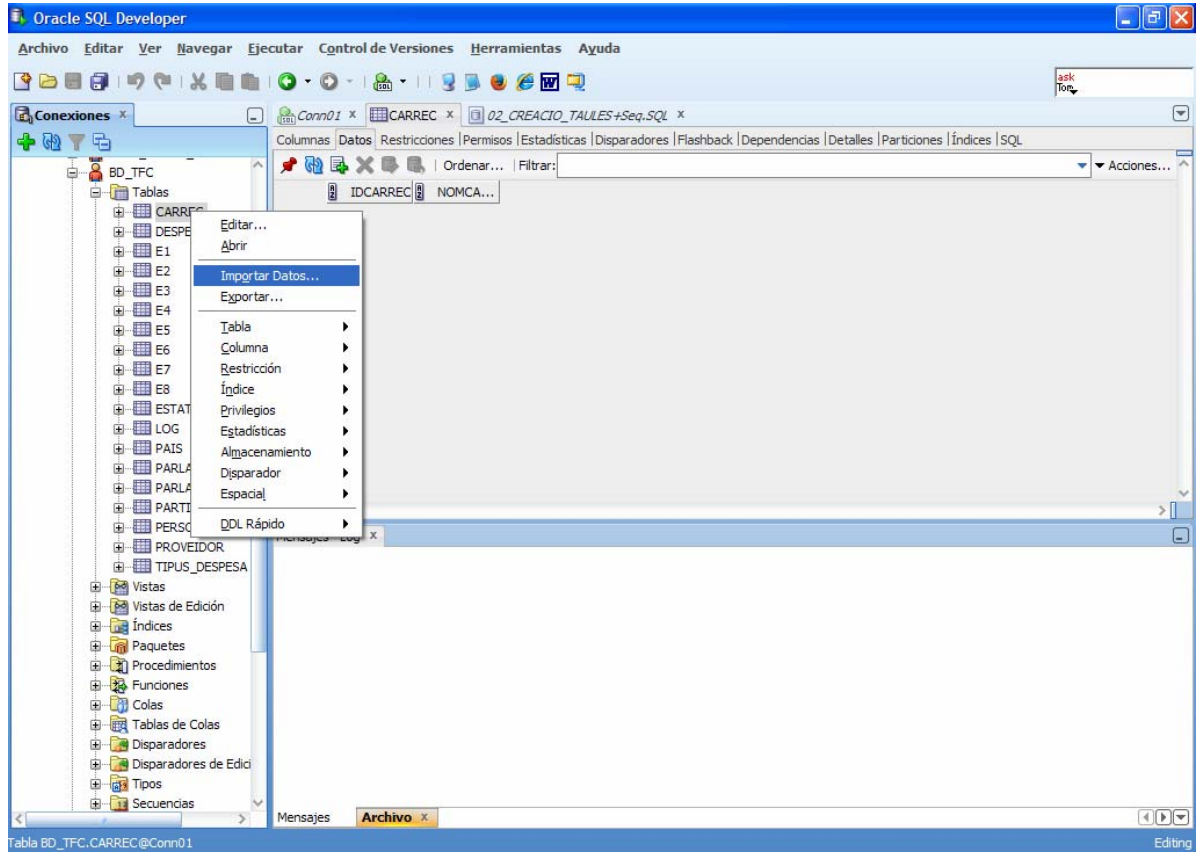 Oracle SQL Developer
Archivo Editar Ver Navegar Ejecutar Control de Versiones Herramientas Ayuda
ask
Tom
Conexiones
Conn01 CARREC 02_CREACIO_TAULES+Seq.SQL
Columnas Datos Restricciones Permisos Estadísticas Disparadores Flashback Dependencias Detalles Particiones Índices SQL
Ordenar... Filtrar: Acciones...
IDCARREC NOMCA...
BD_TFC
Tablas
CARREC
DESPE
E1
E2
E3
E4
E5
E6
E7
E8
ESTAT
LOG
PAIS
PARLA
PARLA
PARTI
PERSO
PROVEIDOR
TIPUS_DESPESA
Vistas
Vistas de Edición
Índices
Paquetes
Procedimientos
Funciones
Colas
Tablas de Colas
Disparadores
Disparadores de Edici
Tipos
Secuencias
Editar...
Abrir
Importar Datos...
Exportar...
Tabla
Columna
Restricción
Índice
Privilegios
Estadísticas
Almacenamiento
Disparador
Espacial
DDL Rápido
Mensajes - Log
Mensajes Archivo
Tabla BD_TFC.CARREC@Conn01 Editing